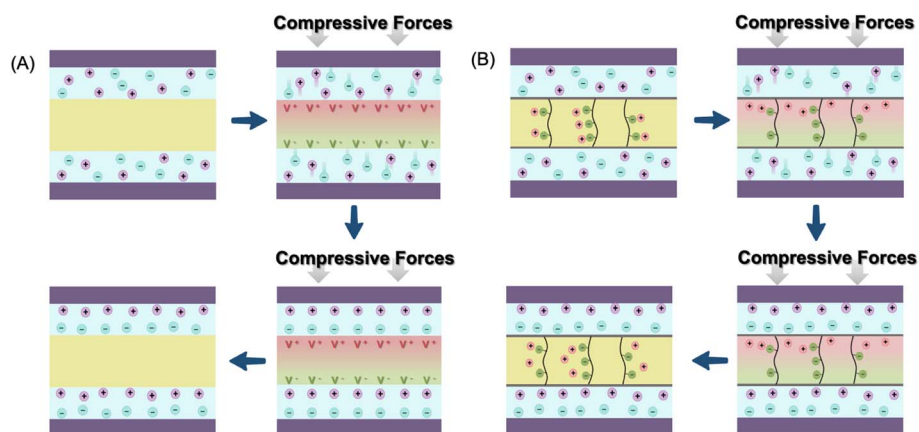 Compressive Forces
Compressive Forces
(A)
(B)
V+ V+ V+ V+ V+ V+ V+
V- V- V- V- V- V- V-
Compressive Forces
Compressive Forces
V+ V+ V+ V+ V+ V+ V+
V- V- V- V- V- V- V-